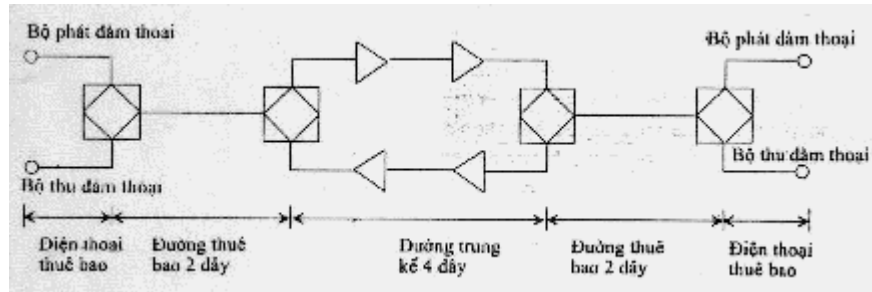 Bộ phát đàm thoại
Bộ phát đàm thoại
Bộ thu đàm thoại
Bộ thu đàm thoại
Điện thoại
thuê bao
Đường thuê
bao 2 dây
Đường trung
kế 4 dây
Đường thuê
bao 2 dây
Điện thoại
thuê bao